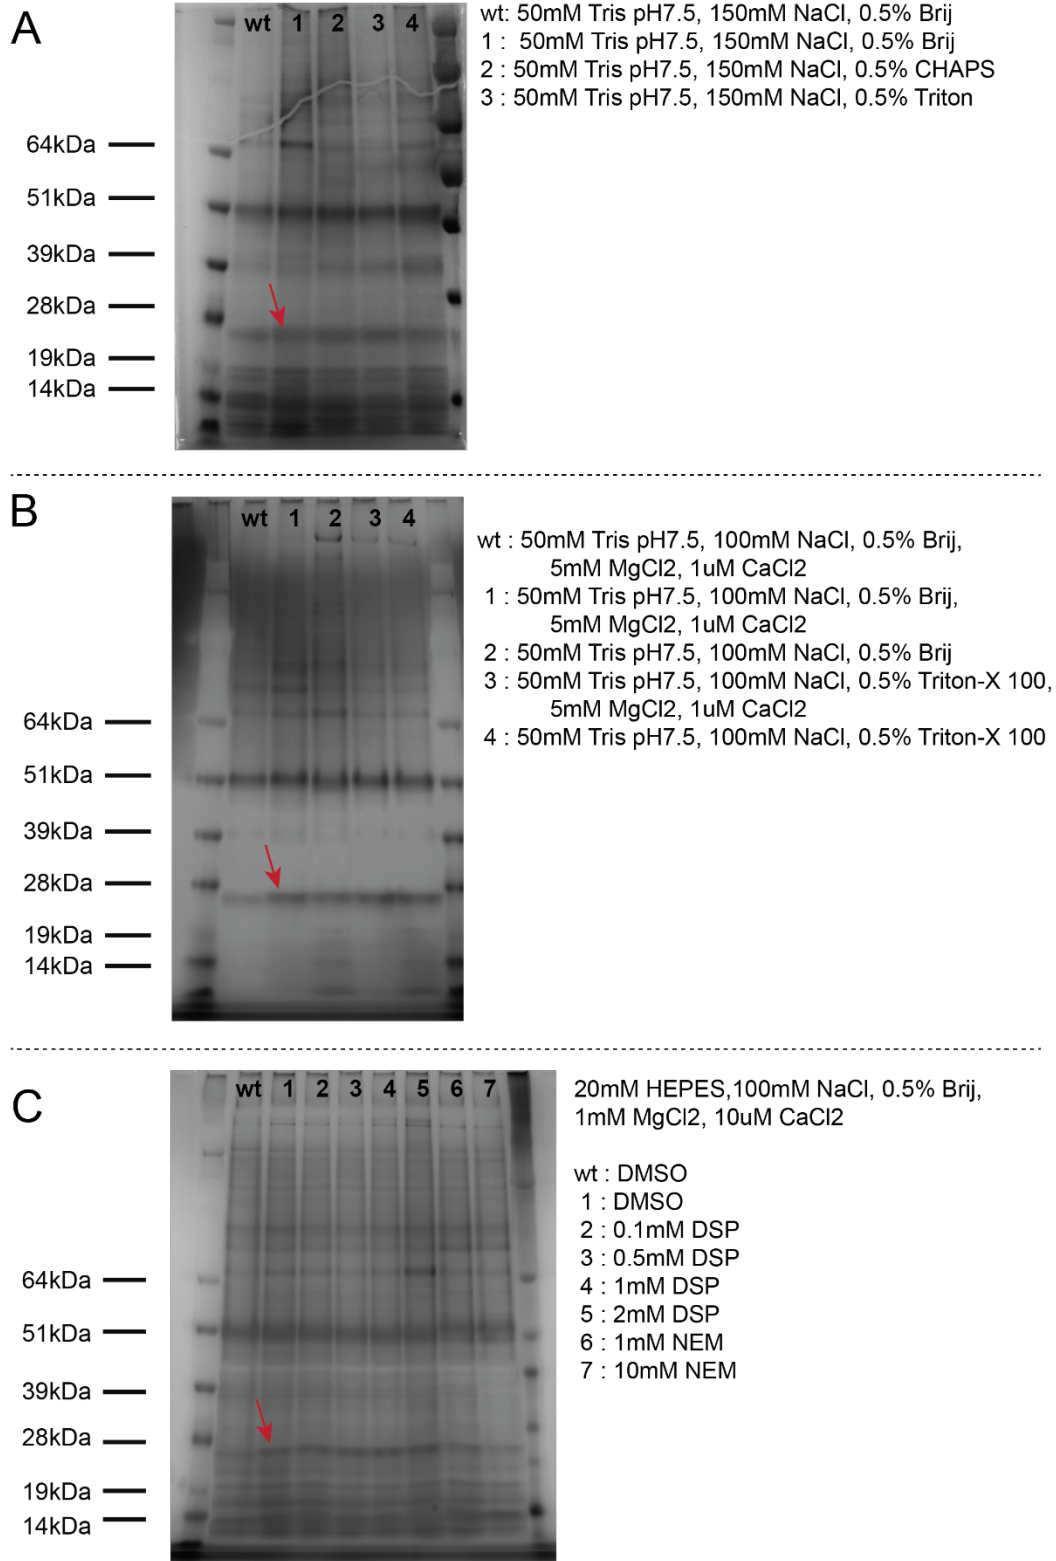 A
wt 1 2 3 4
wt: 50mM Tris pH7.5, 150mM NaCl, 0.5% Brij
1 : 50mM Tris pH7.5, 150mM NaCl, 0.5% Brij
2 : 50mM Tris pH7.5, 150mM NaCl, 0.5% CHAPS
3 : 50mM Tris pH7.5, 150mM NaCl, 0.5% Triton
64kDa
51kDa
39kDa
28kDa
19kDa
14kDa
B
wt 1 2 3 4
wt : 50mM Tris pH7.5, 100mM NaCl, 0.5% Brij,
5mM MgCl2, 1uM CaCl2
1 : 50mM Tris pH7.5, 100mM NaCl, 0.5% Brij,
5mM MgCl2, 1uM CaCl2
2 : 50mM Tris pH7.5, 100mM NaCl, 0.5% Brij
3 : 50mM Tris pH7.5, 100mM NaCl, 0.5% Triton-X 100,
5mM MgCl2, 1uM CaCl2
4 : 50mM Tris pH7.5, 100mM NaCl, 0.5% Triton-X 100
64kDa
51kDa
39kDa
28kDa
19kDa
14kDa
C
wt 1 2 3 4 5 6 7
20mM HEPES,100mM NaCl, 0.5% Brij,
1mM MgCl2, 10uM CaCl2
wt : DMSO
1 : DMSO
2 : 0.1mM DSP
3 : 0.5mM DSP
4 : 1mM DSP
5 : 2mM DSP
6 : 1mM NEM
7 : 10mM NEM
64kDa
51kDa
39kDa
28kDa
19kDa
14kDa